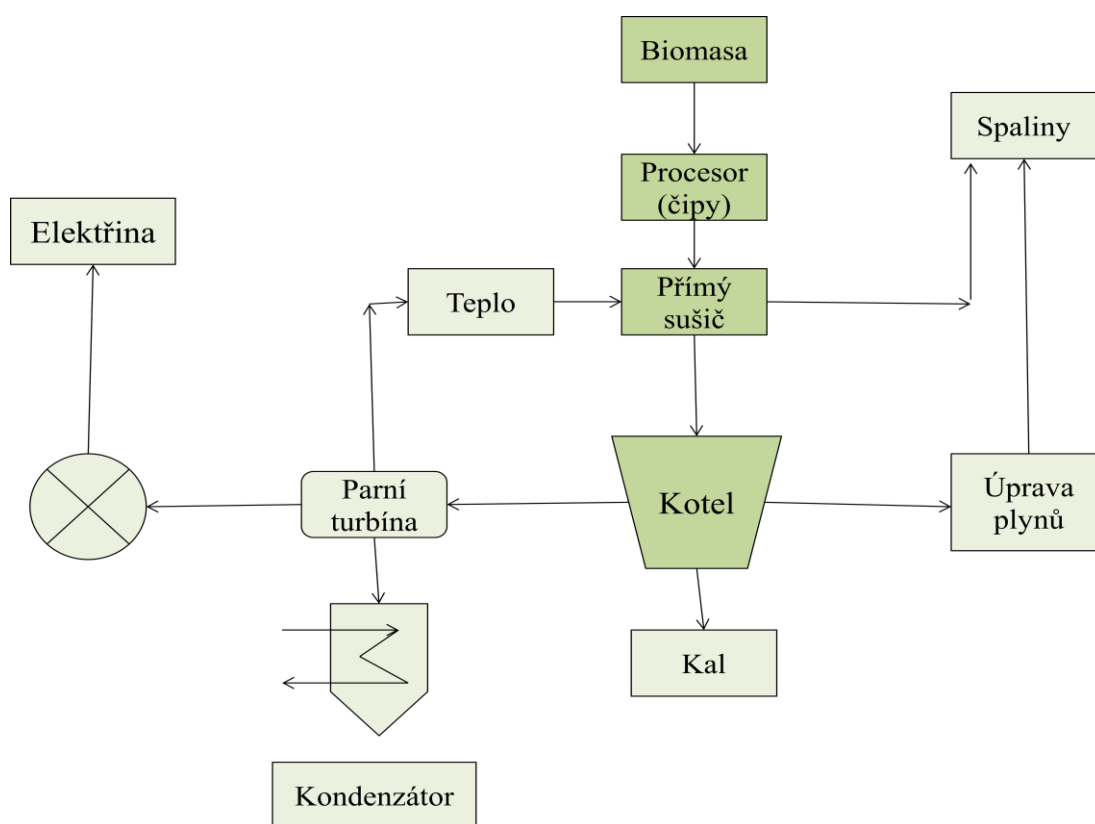 Biomasa
Spaliny
Procesor
(čipy)
Elektřina
Teplo
Přímý
sušič
Parní
turbína
Kotel
Úprava
plynů
Kal
Kondenzátor